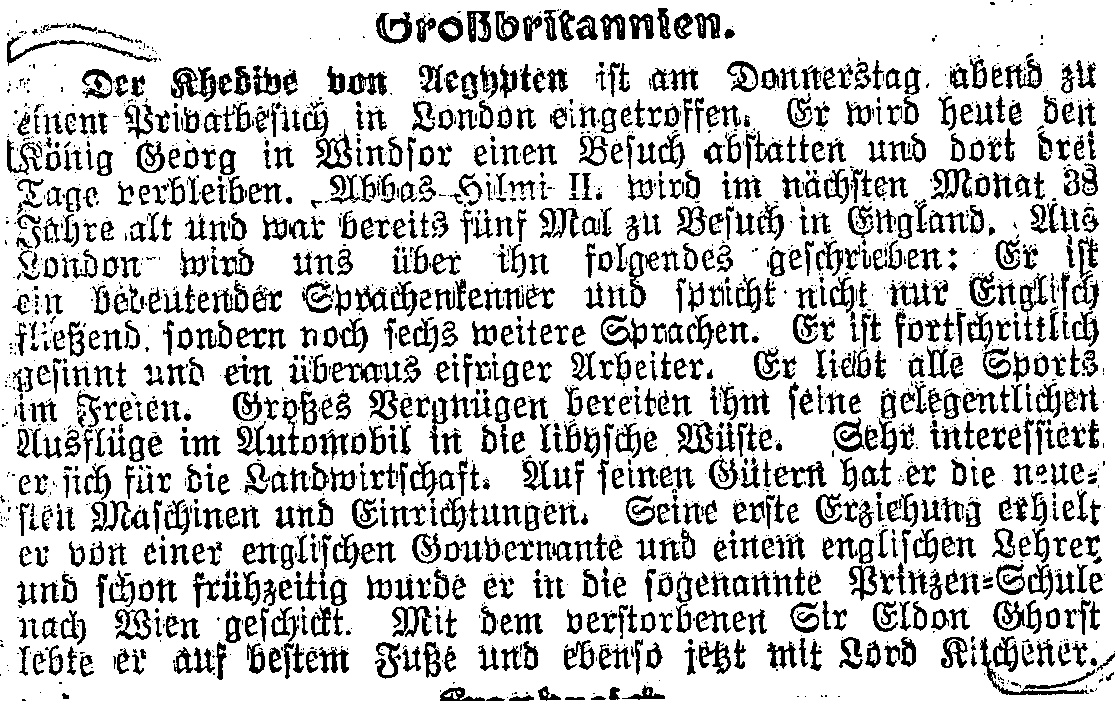 Großbritannien.
Der Khedive von Aegypten ist am Donnerstag abend zu
einem Privatbesuch in London eingetroffen. Er wird heute den
König Georg in Windsor einen Besuch abstatten und dort drei
Tage verbleiben. Abbas Hilmi II. wird im nächsten Monat 38
Jahre alt und war bereits fünf Mal zu Besuch in England. Aus
London wird uns über ihn folgendes geschrieben: Er ist
ein bedeutender Sprachenkenner und spricht nicht nur Englisch
fließend, sondern noch sechs weitere Sprachen. Er ist fortschrittlich
gesinnt und ein überaus eifriger Arbeiter. Er liebt alle Sports
im Freien. Großes Vergnügen bereiten ihm seine gelegentlichen
Ausflüge im Automobil in die libysche Wüste. Sehr interessiert
er sich für die Landwirtschaft. Auf seinen Gütern hat er die neue-
sten Maschinen und Einrichtungen. Seine erste Erziehung erhielt
er von einer englischen Gouvernante und einem englischen Lehrer
und schon frühzeitig wurde er in die sogenannte Prinzen-Schule
nach Wien geschickt. Mit dem verstorbenen Sir Eldon Ghorst
lebte er auf bestem Fuße und ebenso jetzt mit Lord Kitchener.